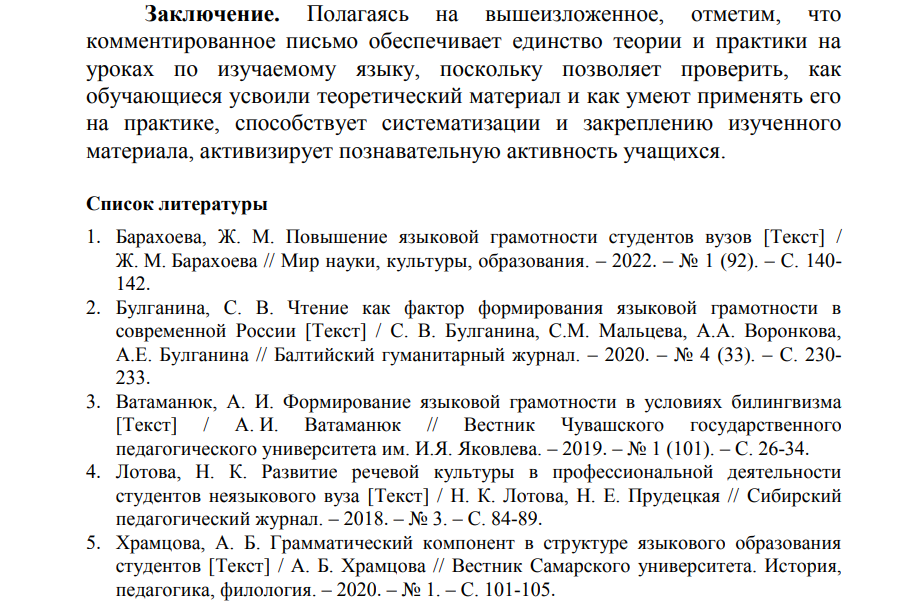 Заключение. Полагаясь на вышеизложенное, отметим, что
комментированное письмо обеспечивает единство теории и практики на
уроках по изучаемому языку, поскольку позволяет проверить, как
обучающиеся усвоили теоретический материал и как умеют применять его
на практике, способствует систематизации и закреплению изученного
материала, активизирует познавательную активность учащихся.
Список литературы
1. Барахоева, Ж. М. Повышение языковой грамотности студентов вузов [Текст] /
Ж. М. Барахоева // Мир науки, культуры, образования. – 2022. – № 1 (92). – С. 140-
142.
2. Булганина, С. В. Чтение как фактор формирования языковой грамотности в
современной России [Текст] / С. В. Булганина, С.М. Мальцева, А.А. Воронкова,
А.Е. Булганина // Балтийский гуманитарный журнал. – 2020. – № 4 (33). – С. 230-
233.
3. Ватаманюк, А. И. Формирование языковой грамотности в условиях билингвизма
[Текст] / А. И. Ватаманюк // Вестник Чувашского государственного
педагогического университета им. И.Я. Яковлева. – 2019. – № 1 (101). – С. 26-34.
4. Лотова, Н. К. Развитие речевой культуры в профессиональной деятельности
студентов неязыкового вуза [Текст] / Н. К. Лотова, Н. Е. Прудецкая // Сибирский
педагогический журнал. – 2018. – № 3. – С. 84-89.
5. Храмцова, А. Б. Грамматический компонент в структуре языкового образования
студентов [Текст] / А. Б. Храмцова // Вестник Самарского университета. История,
педагогика, филология. – 2020. – № 1. – С. 101-105.